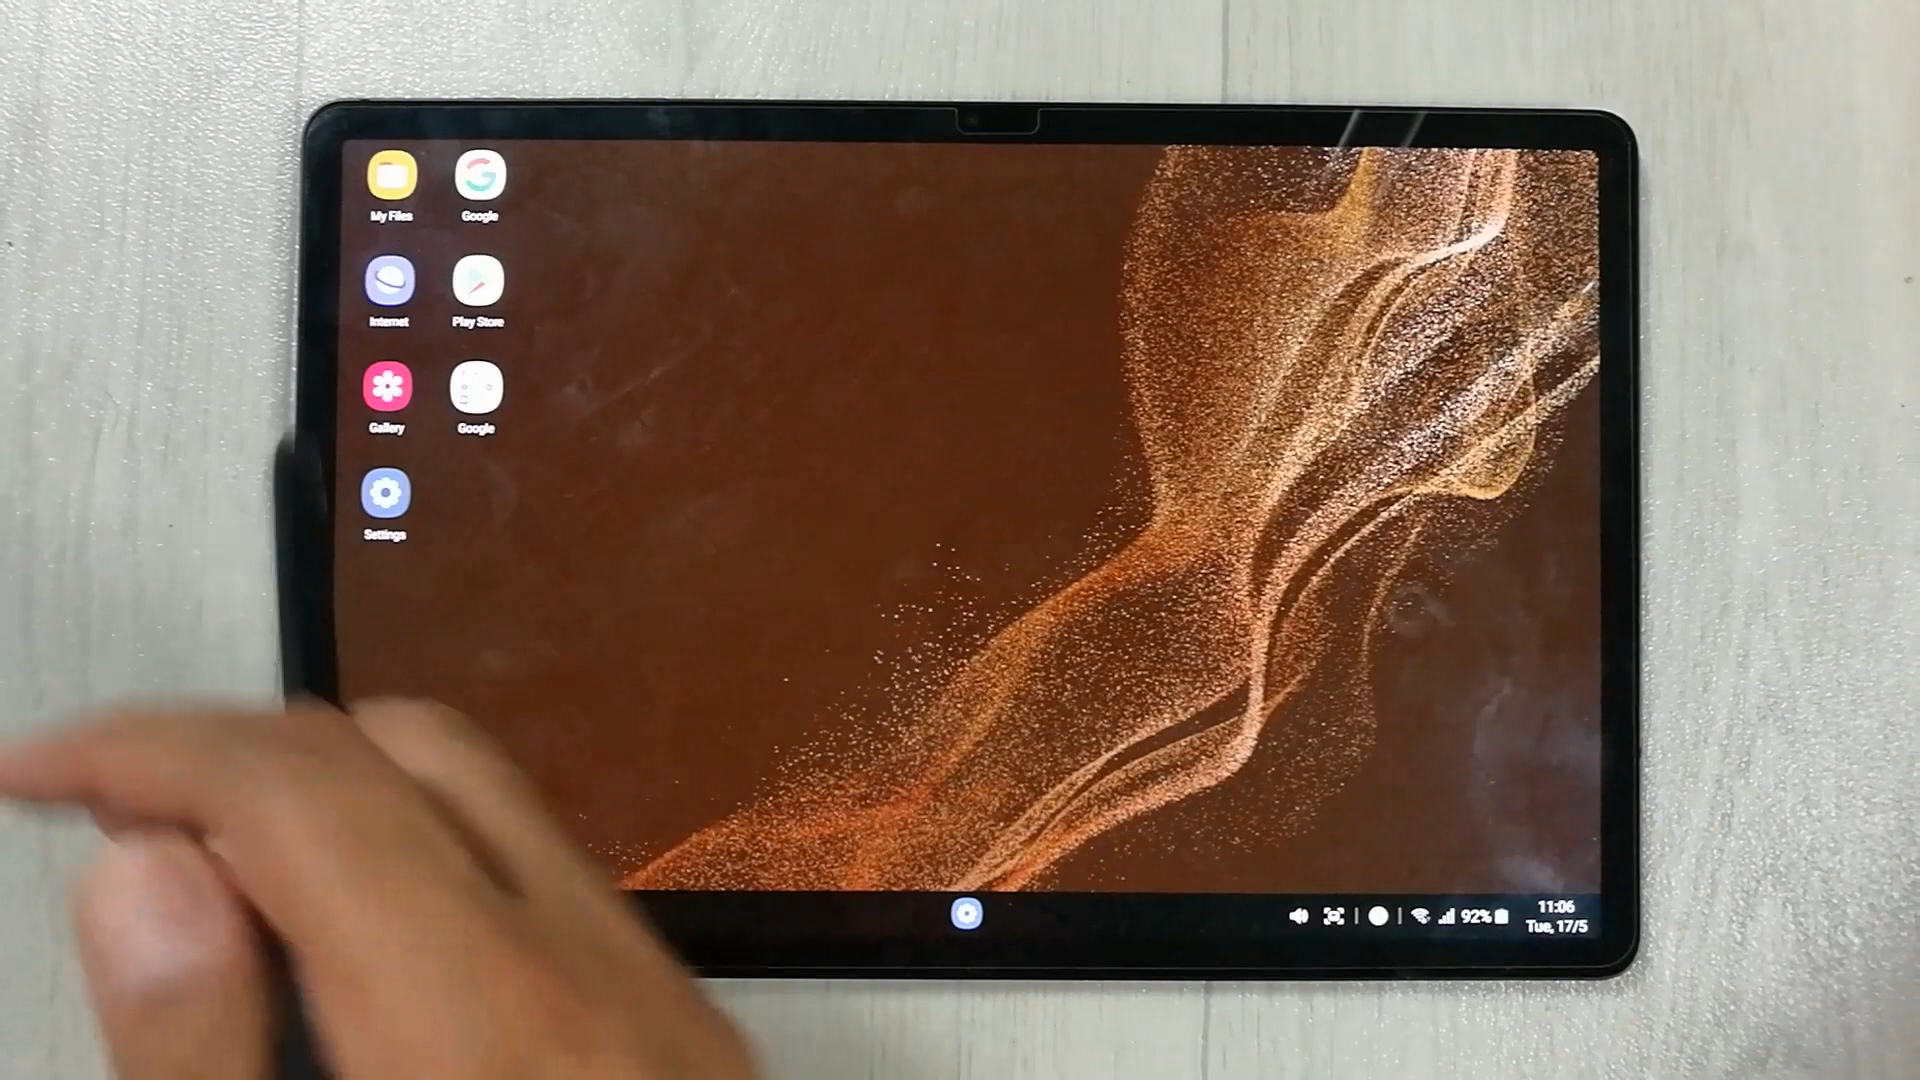 My Files
Google
Internet
Play Store
Gallery
Google
Settings
92%
11:06
Tue, 17/5